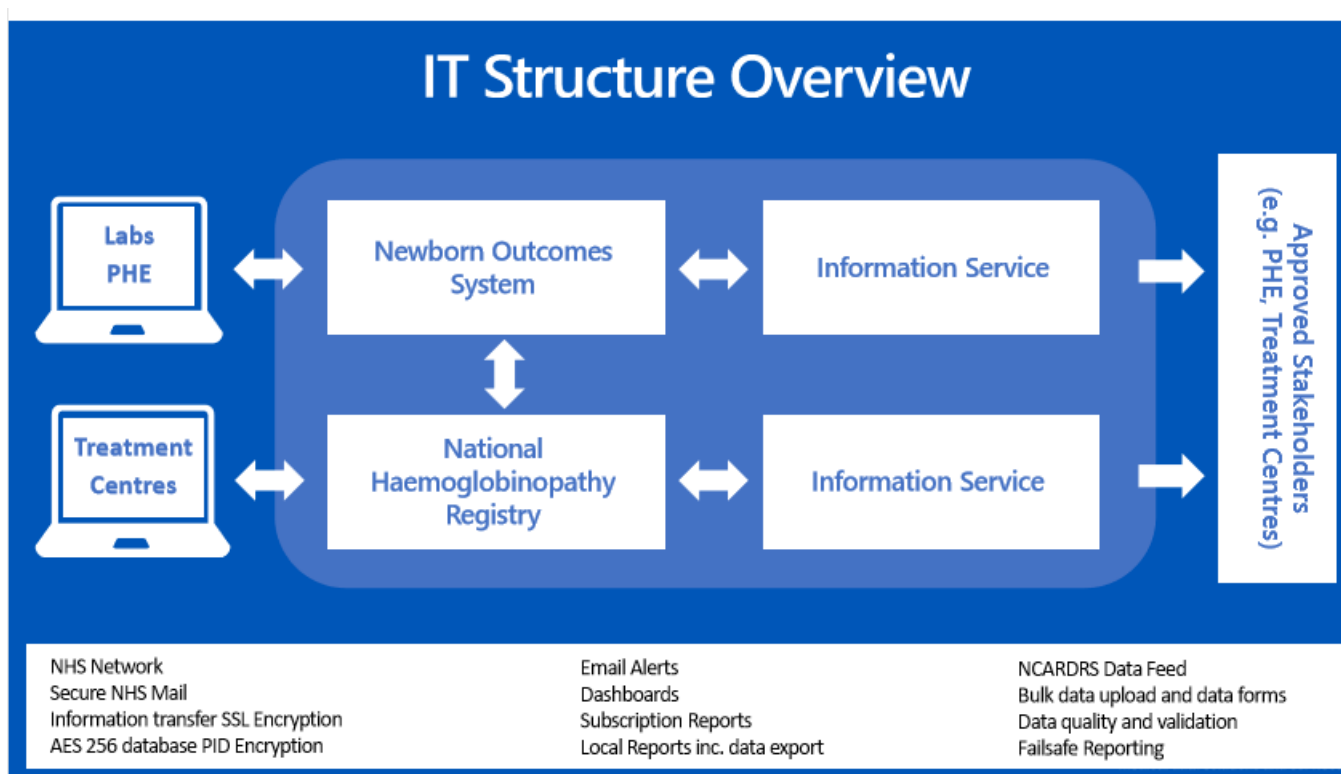 IT Structure Overview
Labs
PHE
Newborn Outcomes
System
Information Service
Approved Stakeholders
(e.g. PHE, Treatment Centres)
Treatment
Centres
National
Haemoglobinopathy
Registry
Information Service
NHS Network
Secure NHS Mail
Information transfer SSL Encryption
AES 256 database PID Encryption
Email Alerts
Dashboards
Subscription Reports
Local Reports inc. data export
NCARDRS Data Feed
Bulk data upload and data forms
Data quality and validation
Failsafe Reporting